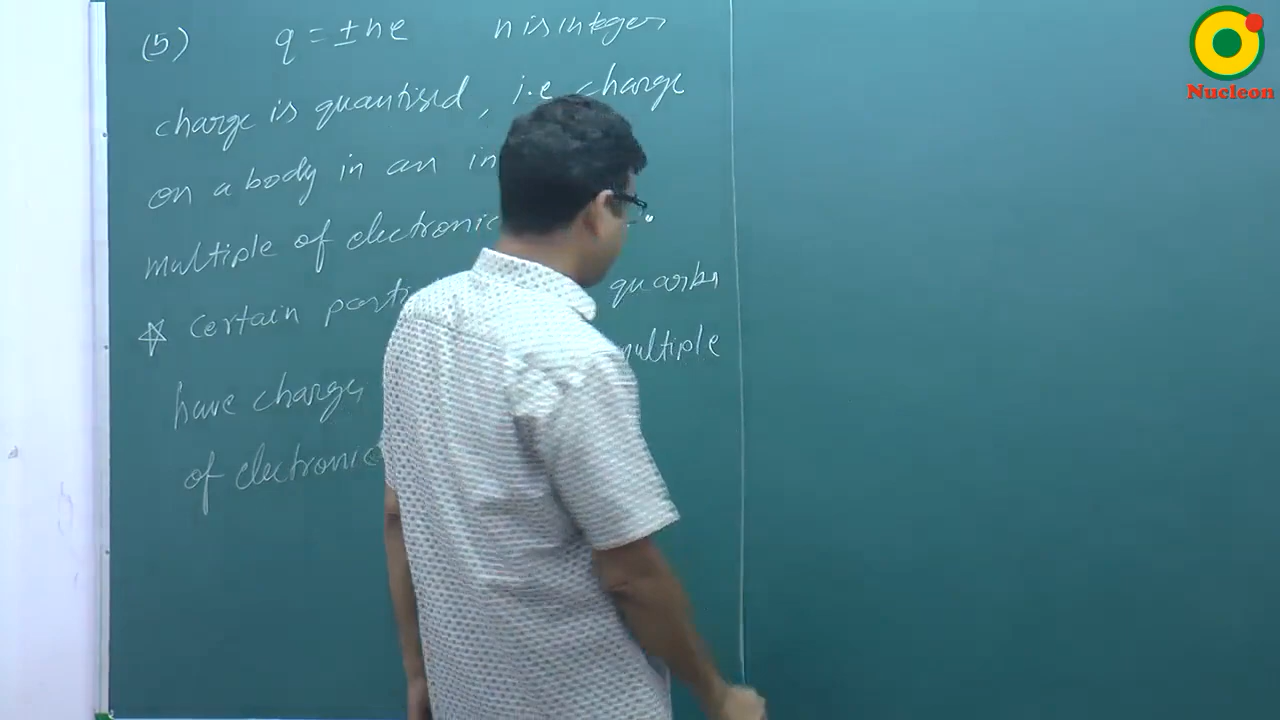 (5) q = ±ne n is integer
charge is quantised, i.e charge
on a body in an in
multiple of electronic
* Certain parti quarks
have charge multiple
of electronic
Nucleon